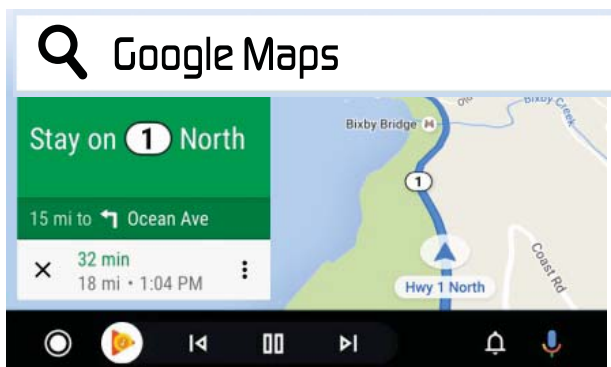 Google Maps
Stay on 1 North
15 mi to Ocean Ave
32 min
18 mi • 1:04 PM
Bixby Bridge
Bixby Creek
1
Coast Rd
Hwy 1 North